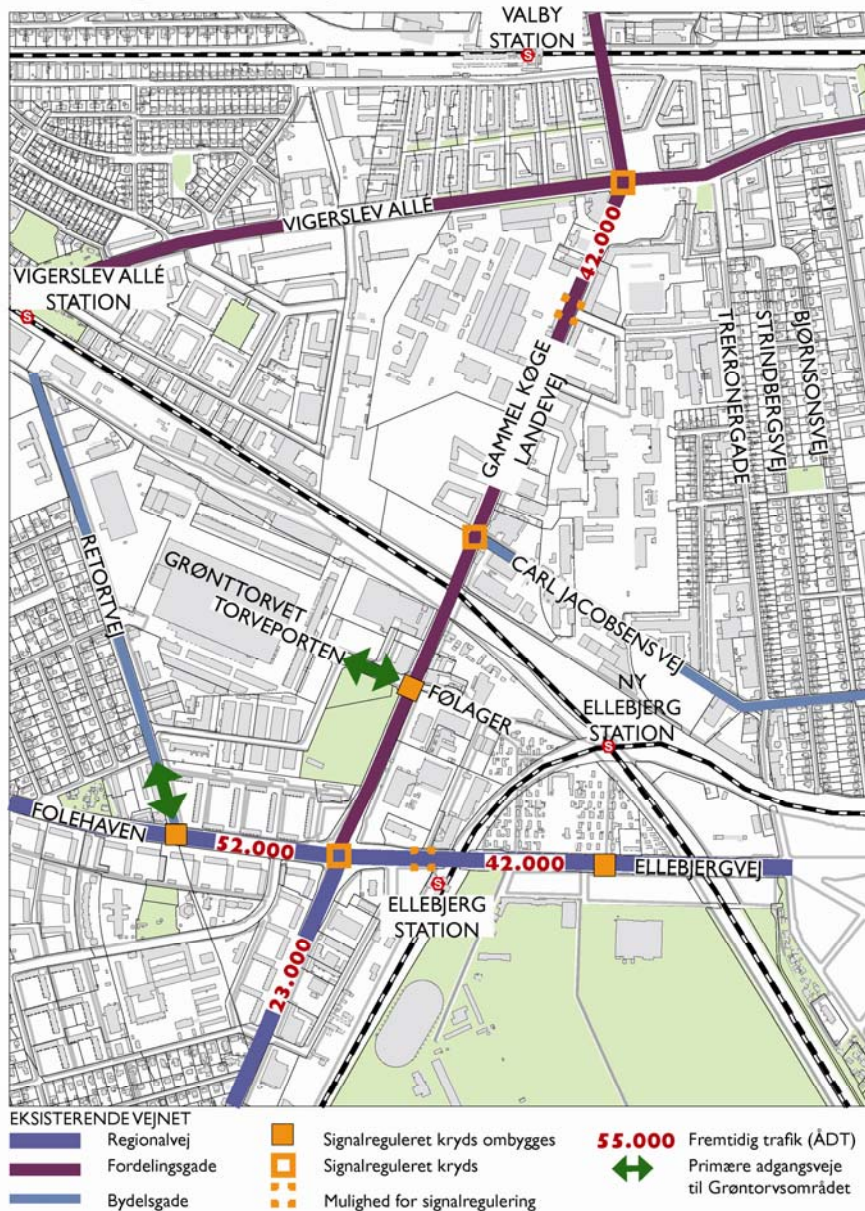 VALBY
STATION
VIGERSLEV ALLÉ
42.000
VIGERSLEV ALLÉ
STATION
GAMMEL KØGE
LANDEVEJ
TREKRONERGADE
STRINDBERGSVEJ
BJØRNSONSVEJ
RETORTVEJ
GRØNTTORVET
TORVEPORTEN
CARL JACOBSENS VEJ
FØLAGER
NY
ELLEBJERG
STATION
FOLEHAVEN
52.000
42.000
ELLEBJERGVEJ
ELLEBJERG
STATION
23.000
S
S
S
S
EKSISTERENDE VEJNET
Regionalvej
Fordelingsgade
Bydelsgade
Signalreguleret kryds ombygges
Signalreguleret kryds
Mulighed for signalregulering
55.000 Fremtidig trafik (ÅDT)
Primære adgangsveje
til Grøntorvsområdet